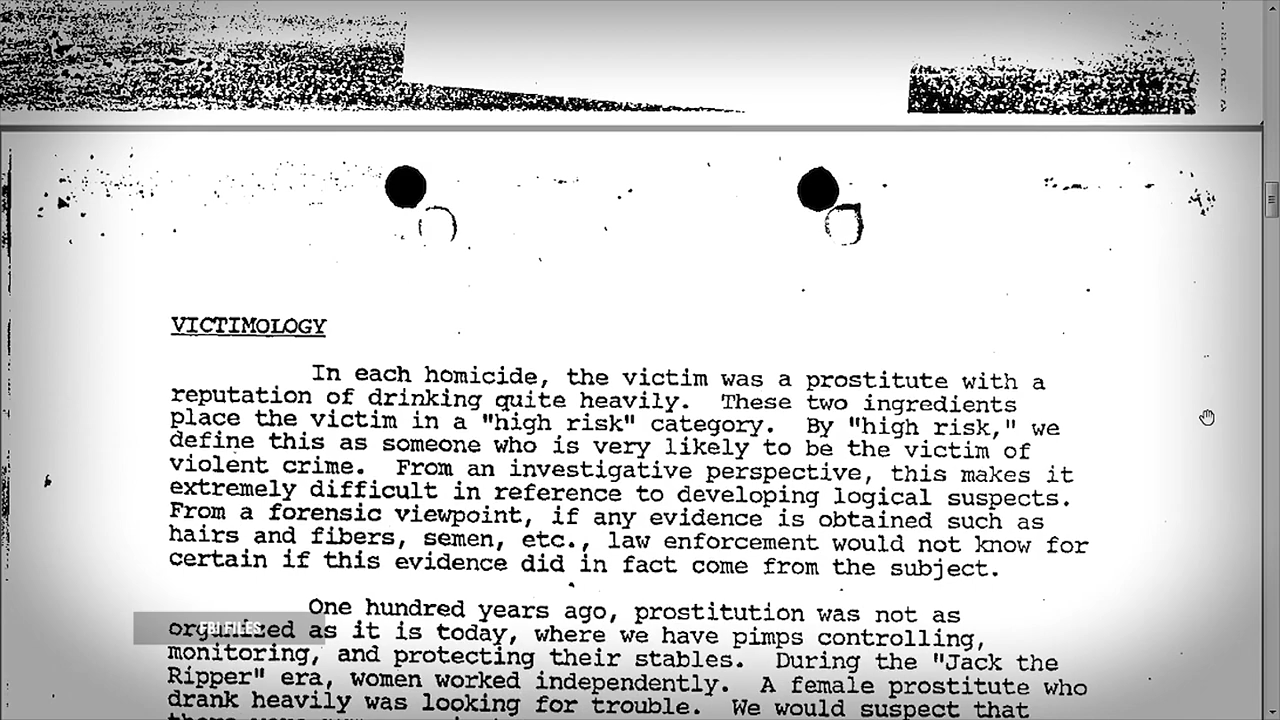 VICTIMOLOGY
In each homicide, the victim was a prostitute with a
reputation of drinking quite heavily. These two ingredients
place the victim in a "high risk" category. By "high risk," we
define this as someone who is very likely to be the victim of
violent crime. From an investigative perspective, this makes it
extremely difficult in reference to developing logical suspects.
From a forensic viewpoint, if any evidence is obtained such as
hairs and fibers, semen, etc., law enforcement would not know for
certain if this evidence did in fact come from the subject.
One hundred years ago, prostitution was not as
FBI FILES
organized as it is today, where we have pimps controlling,
monitoring, and protecting their stables. During the "Jack the
Ripper" era, women worked independently. A female prostitute who
drank heavily was looking for trouble. We would suspect that